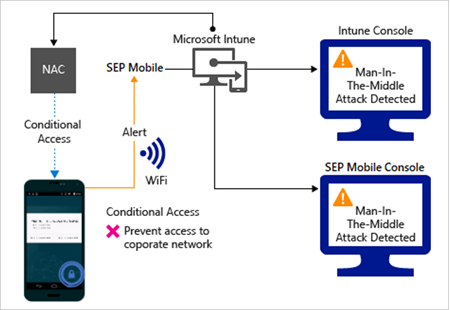 Microsoft Intune
Intune Console
NAC
SEP Mobile
Man-In-
The-Middle
Attack Detected
Conditional
Access
Alert
WiFi
SEP Mobile Console
Man-In-
The-Middle
Attack Detected
Conditional Access
Prevent access to
coporate network